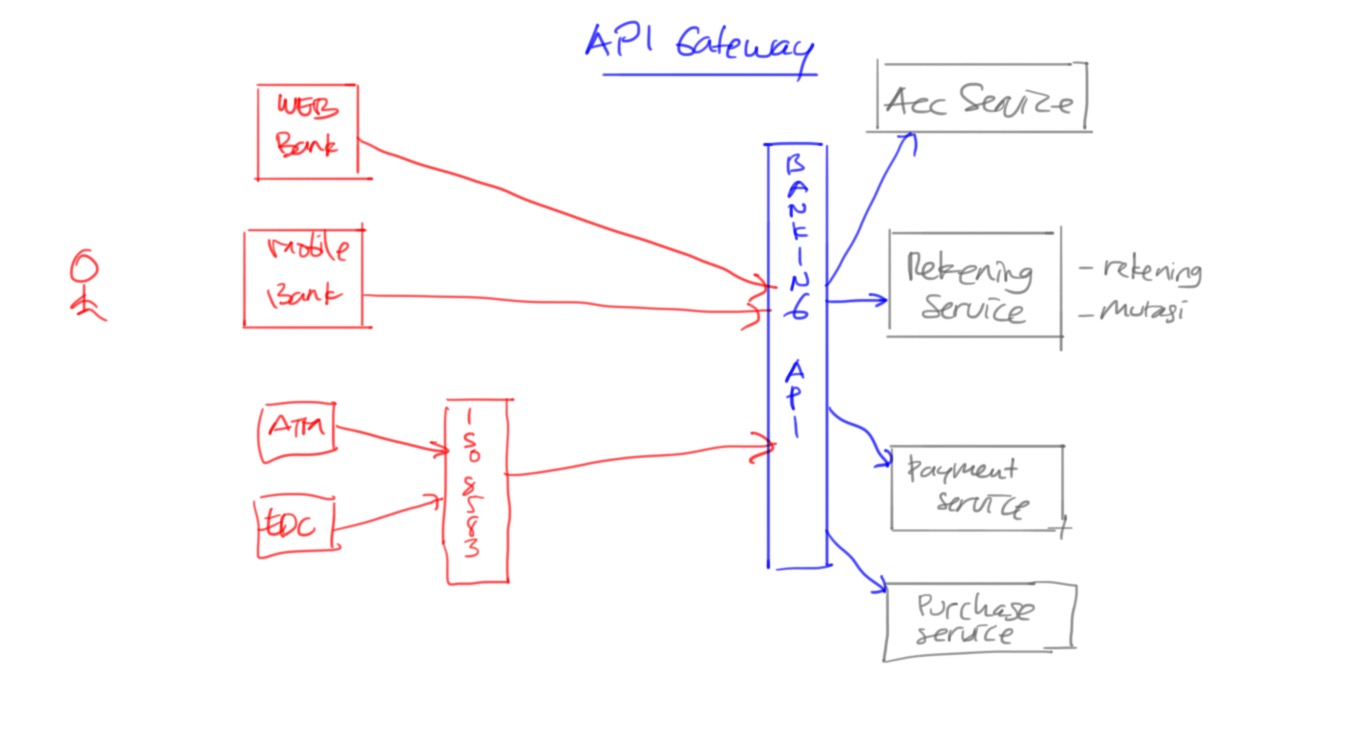 API Gateway
WEB
Bank
Mobile
Bank
ATM
EDC
ISO 8583
BANKING API
Acc Service
Rekening
Service
- rekening
- Mutasi
Payment
service
Purchase
service